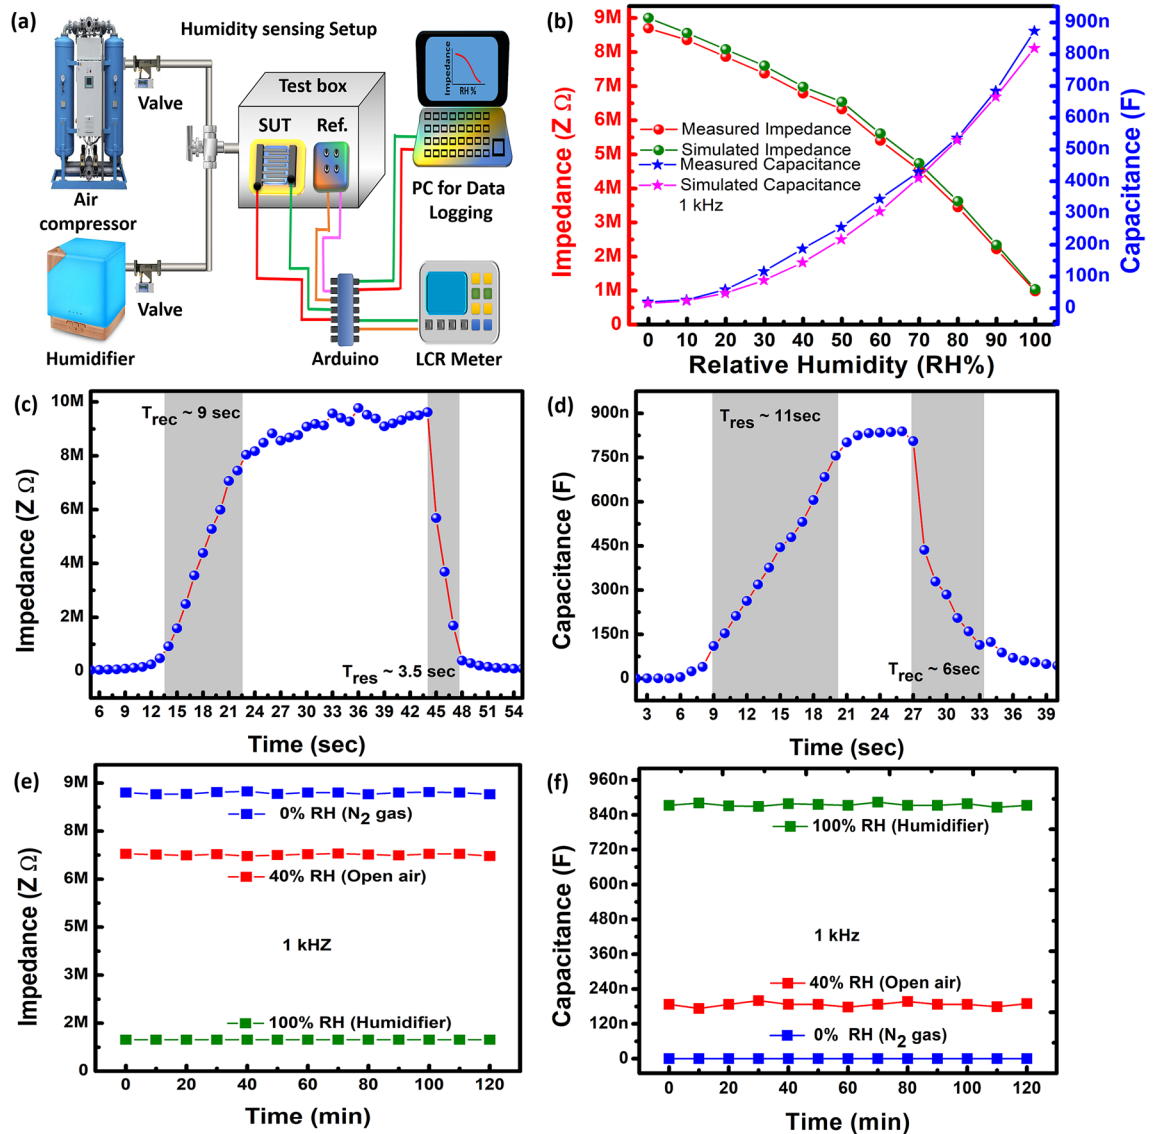 (a)
Humidity sensing Setup
Valve
Air
compressor
Valve
Humidifier
Test box
SUT
Ref.
Impedance
RH %
PC for Data
Logging
Arduino
LCR Meter
(b)
Impedance (Z Ω)
9M
8M
7M
6M
5M
4M
3M
2M
1M
0
Measured Impedance
Simulated Impedance
Measured Capacitance
Simulated Capacitance
1 kHz
900n
800n
700n
600n
500n
400n
300n
200n
100n
0
Capacitance (F)
0 10 20 30 40 50 60 70 80 90 100
Relative Humidity (RH%)
(c)
Impedance (Z Ω)
10M
8M
6M
4M
2M
0
Trec ~ 9 sec
Tres ~ 3.5 sec
6 9 12 15 18 21 24 27 30 33 36 39 42 45 48 51 54
Time (sec)
(d)
Capacitance (F)
900n
750n
600n
450n
300n
150n
0
Tres ~ 11sec
Trec ~ 6sec
3 6 9 12 15 18 21 24 27 30 33 36 39
Time (sec)
(e)
Impedance (Z Ω)
9M
8M
6M
5M
3M
2M
0
0% RH (N2 gas)
40% RH (Open air)
1 kHZ
100% RH (Humidifier)
0 20 40 60 80 100 120
Time (min)
(f)
Capacitance (F)
960n
840n
720n
600n
480n
360n
240n
120n
0
100% RH (Humidifier)
1 kHz
40% RH (Open air)
0% RH (N2 gas)
0 20 40 60 80 100 120
Time (min)